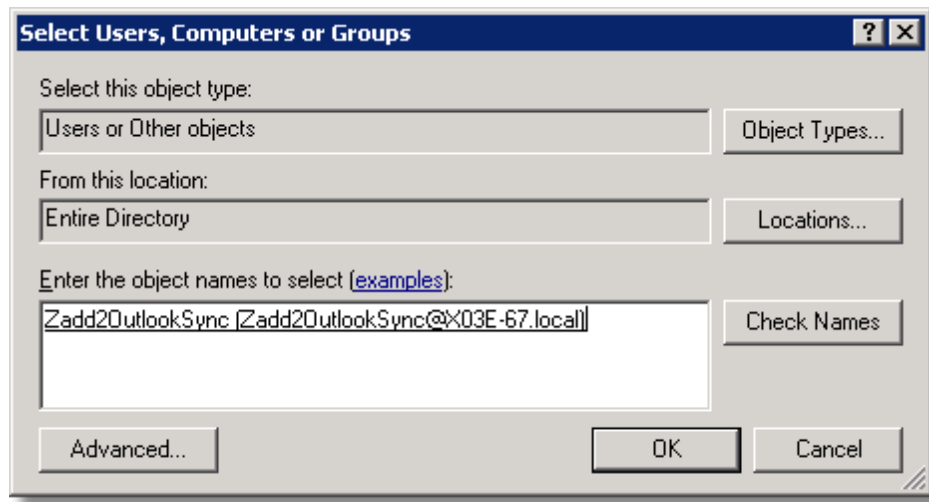 Select Users, Computers or Groups
Select this object type:
Users or Other objects
Object Types...
From this location:
Entire Directory
Locations...
Enter the object names to select (examples):
Zadd2OutlookSync (Zadd2OutlookSync@X03E-67.local)
Check Names
Advanced...
OK
Cancel